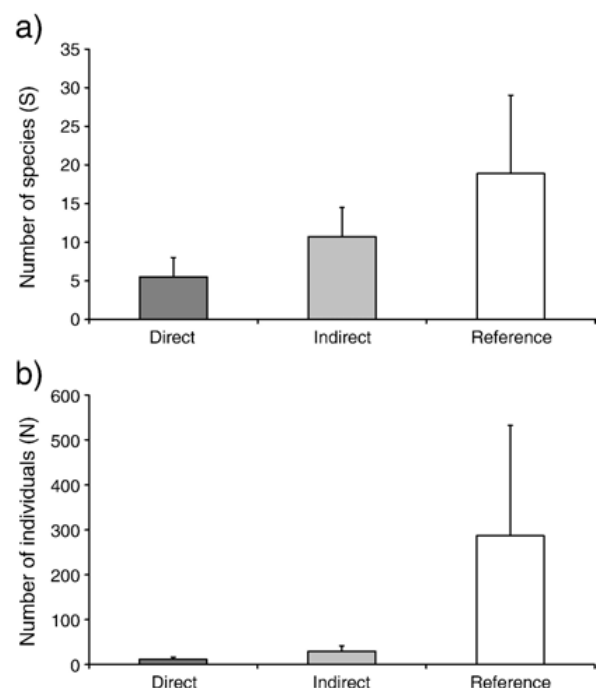 a)
Number of species (S)
35
30
25
20
15
10
5
0
Direct Indirect Reference
b)
Number of individuals (N)
600
500
400
300
200
100
0
Direct Indirect Reference